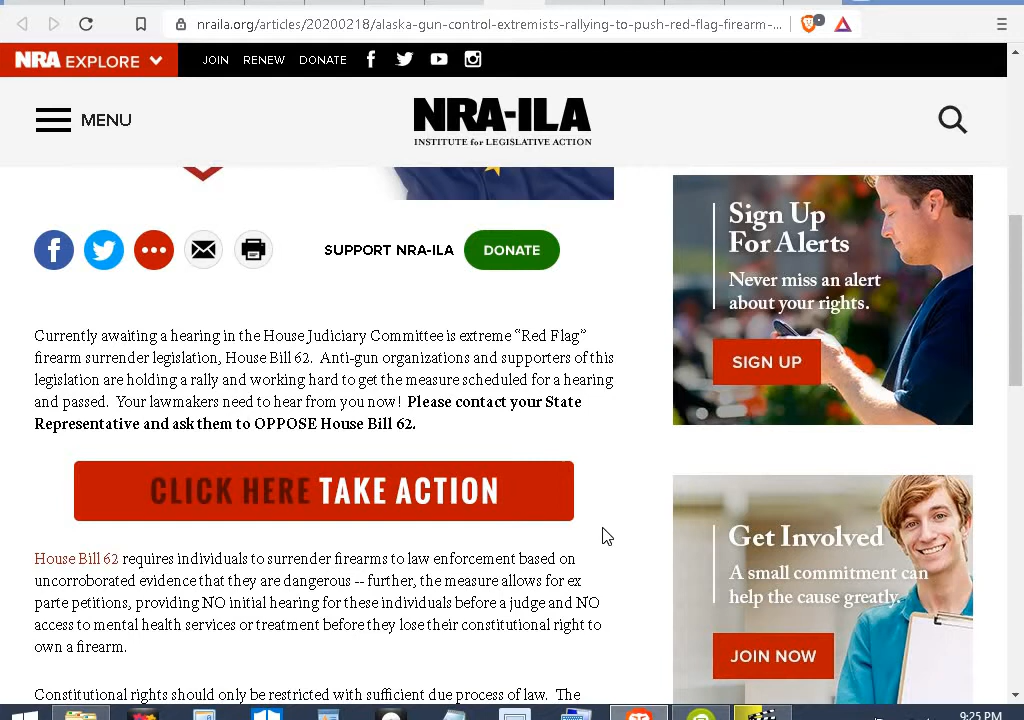 nraila.org/articles/20200218/alaska-gun-control-extremists-rallying-to-push-red-flag-firearm-...
NRA EXPLORE
JOIN RENEW DONATE
MENU
NRA-ILA
INSTITUTE for LEGISLATIVE ACTION
SUPPORT NRA-ILA DONATE
Currently awaiting a hearing in the House Judiciary Committee is extreme “Red Flag”
firearm surrender legislation, House Bill 62.  Anti-gun organizations and supporters of this
legislation are holding a rally and working hard to get the measure scheduled for a hearing
and passed.  Your lawmakers need to hear from you now!  Please contact your State
Representative and ask them to OPPOSE House Bill 62.
CLICK HERE TAKE ACTION
House Bill 62 requires individuals to surrender firearms to law enforcement based on
uncorroborated evidence that they are dangerous -- further, the measure allows for ex
parte petitions, providing NO initial hearing for these individuals before a judge and NO
access to mental health services or treatment before they lose their constitutional right to
own a firearm.
Constitutional rights should only be restricted with sufficient due process of law.  The
Sign Up
For Alerts
Never miss an alert
about your rights.
SIGN UP
Get Involved
A small commitment can
help the cause greatly.
JOIN NOW
9:25 PM